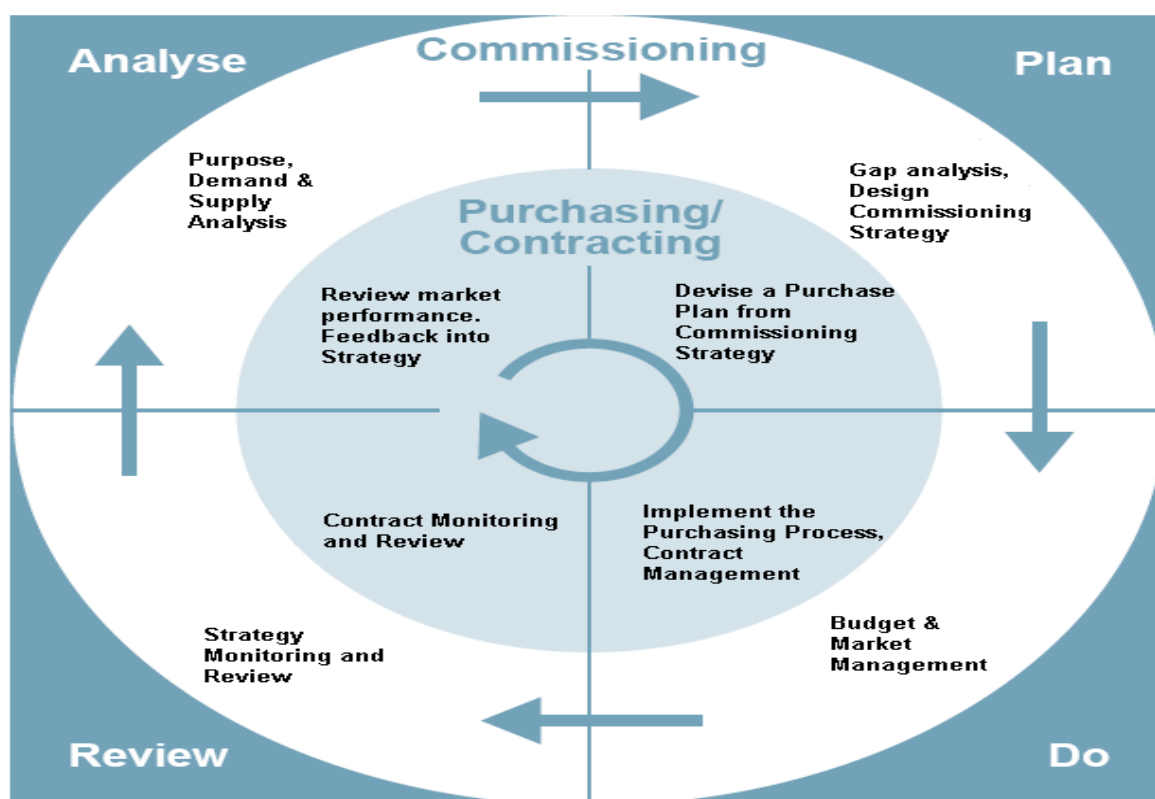 Analyse
Commissioning
Plan
Purpose,
Demand &
Supply
Analysis
Gap analysis,
Design
Commissioning
Strategy
Purchasing/
Contracting
Review market
performance.
Feedback into
Strategy
Devise a Purchase
Plan from
Commissioning
Strategy
Contract Monitoring
and Review
Implement the
Purchasing Process,
Contract
Management
Strategy
Monitoring and
Review
Budget &
Market
Management
Review
Do